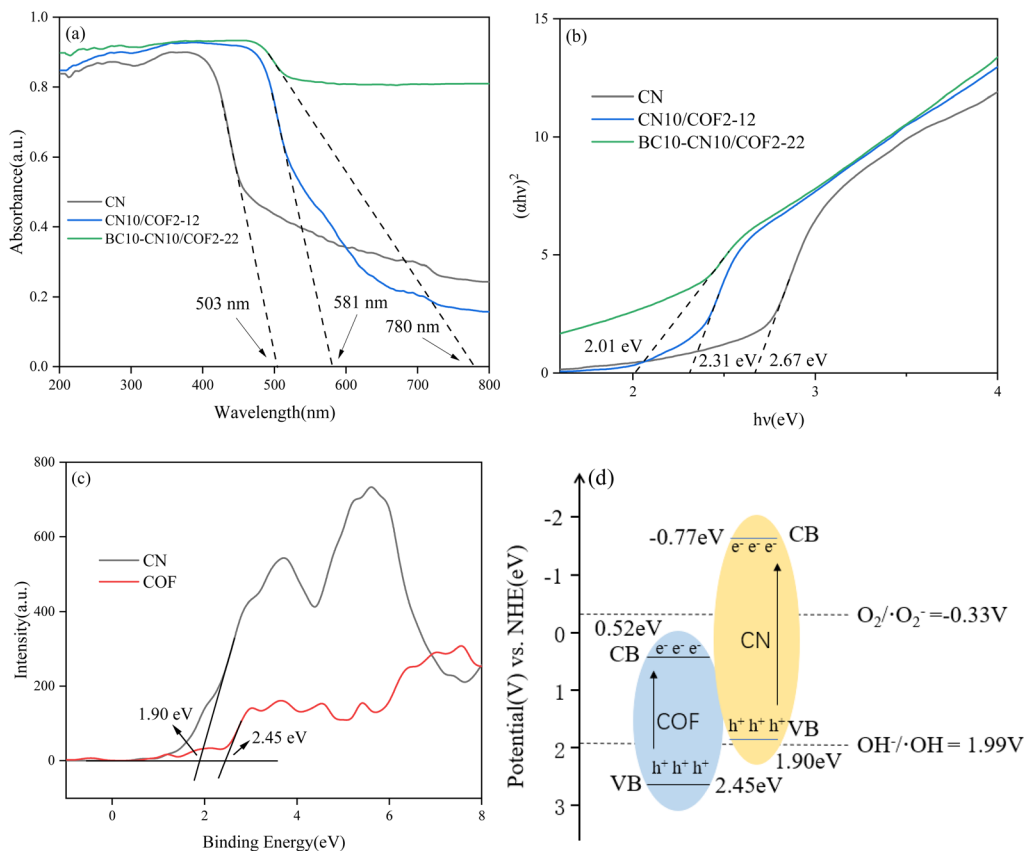 (a)
1.0
0.8
0.6
0.4
0.2
0.0
Absorbance(a.u.)
CN
CN10/COF2-12
BC10-CN10/COF2-22
503 nm
581 nm
780 nm
200 300 400 500 600 700 800
Wavelength(nm)
(b)
15
10
5
0
(αhν)²
CN
CN10/COF2-12
BC10-CN10/COF2-22
2.01 eV
2.31 eV
2.67 eV
2 3 4
hν(eV)
(c)
800
600
400
200
0
Intensity(a.u.)
CN
COF
1.90 eV
2.45 eV
0 2 4 6 8
Binding Energy(eV)
(d)
Potential(V) vs. NHE(eV)
-2
-1
0
1
2
3
-0.77eV
CB
e⁻ e⁻ e⁻
O₂/·O₂⁻ =-0.33V
0.52eV
CN
CB
e⁻ e⁻ e⁻
COF
h⁺ h⁺ h⁺
VB
OH⁻/·OH = 1.99V
1.90eV
h⁺ h⁺ h⁺
VB
2.45eV